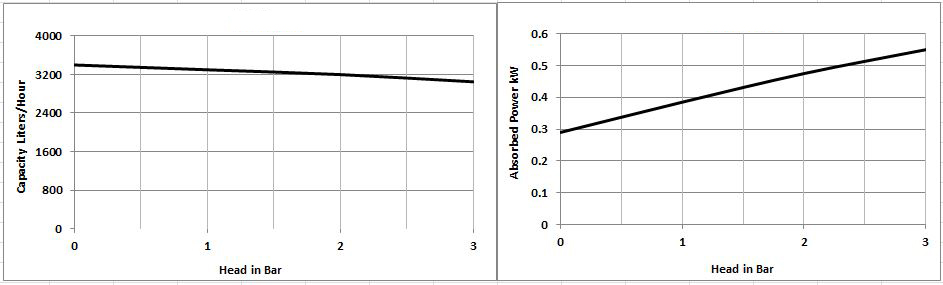 4000
3200
2400
1600
800
0
Capacity Liters/Hour
0 1 2 3
Head in Bar
0.6
0.5
0.4
0.3
0.2
0.1
0
Absorbed Power kW
0 1 2 3
Head in Bar